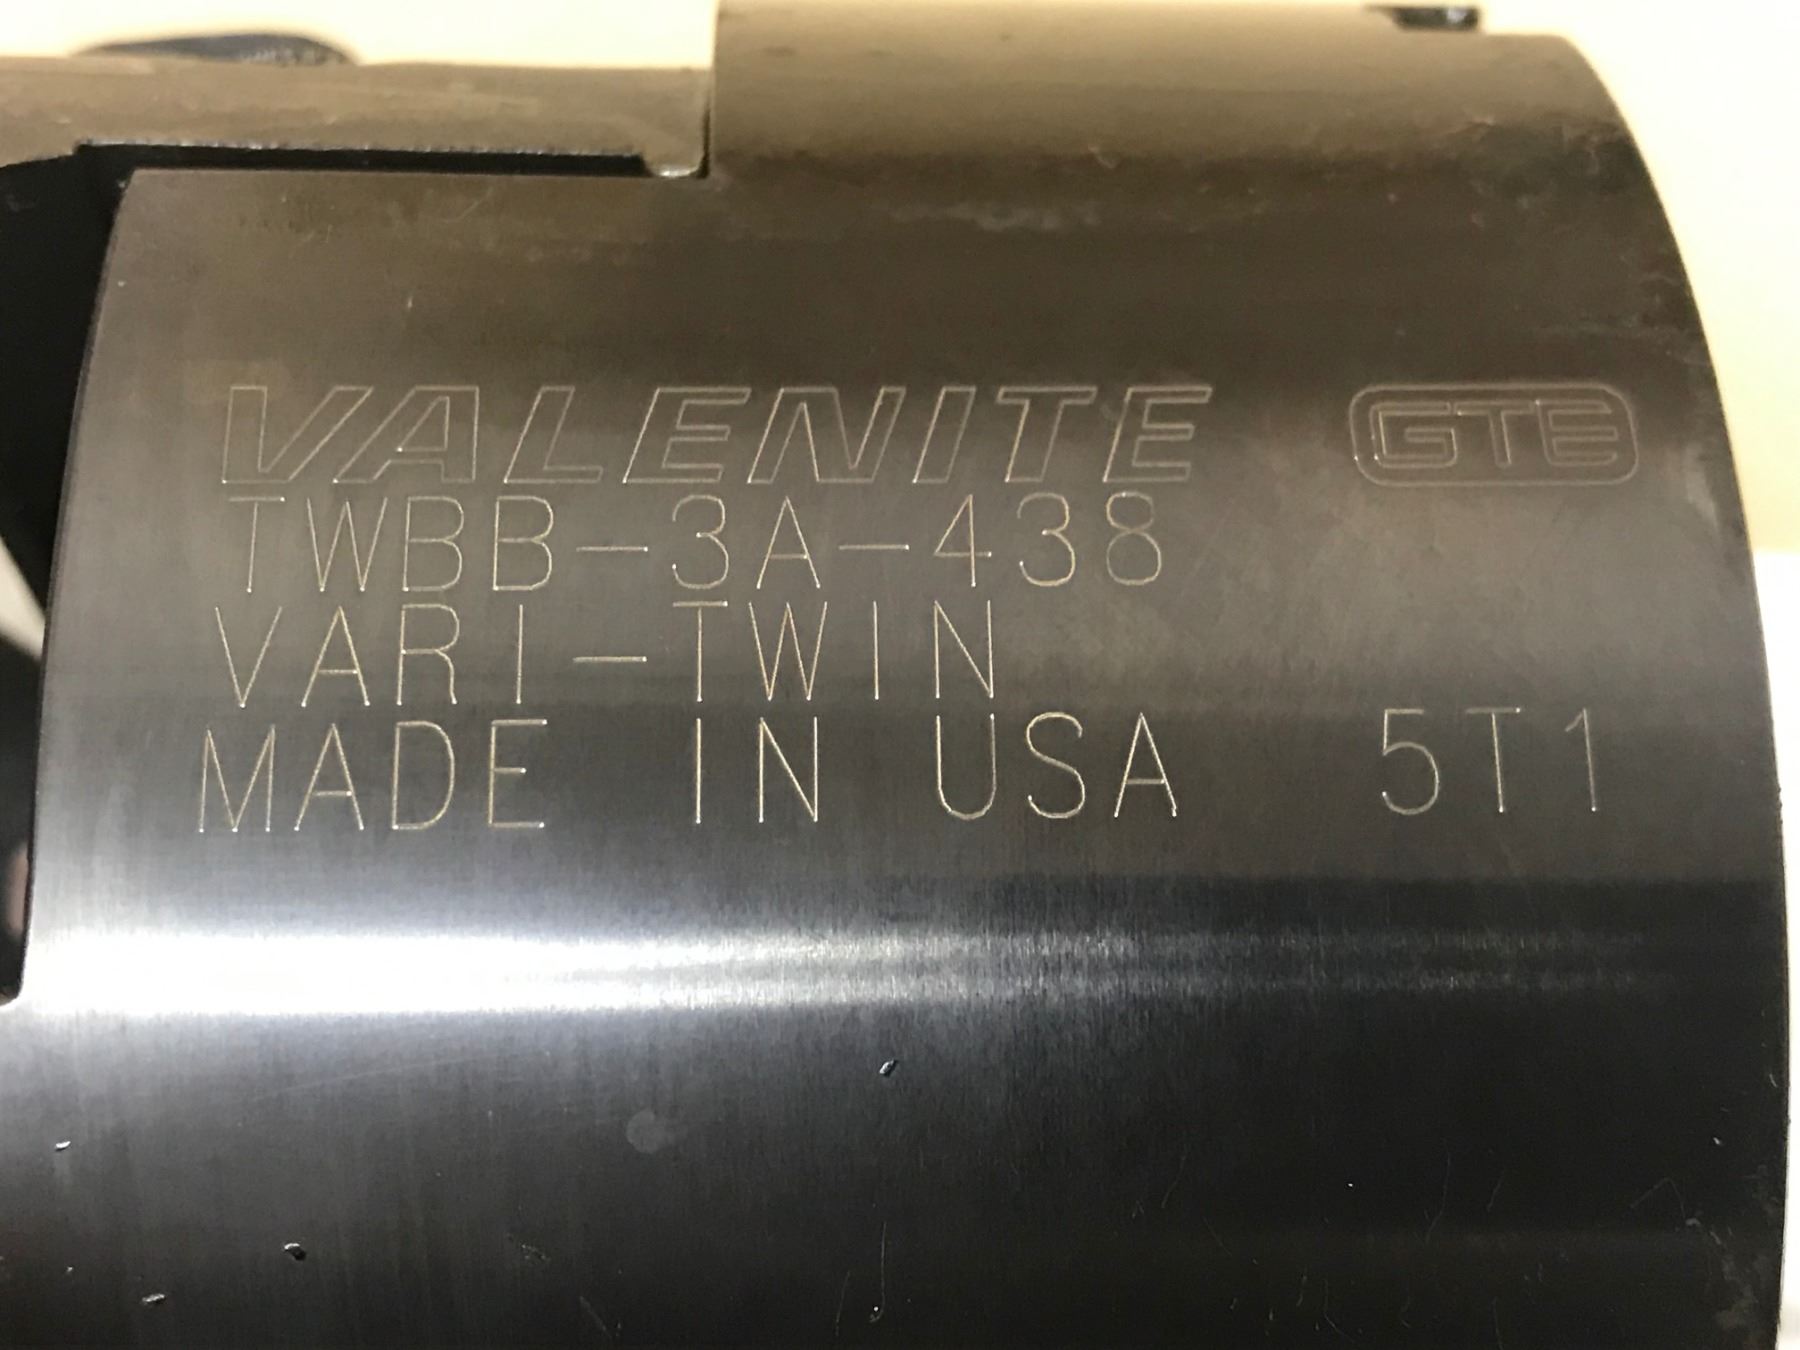 VALENITE GTE
TWBB-3A-438
VARI-TWIN
MADE IN USA 5T1